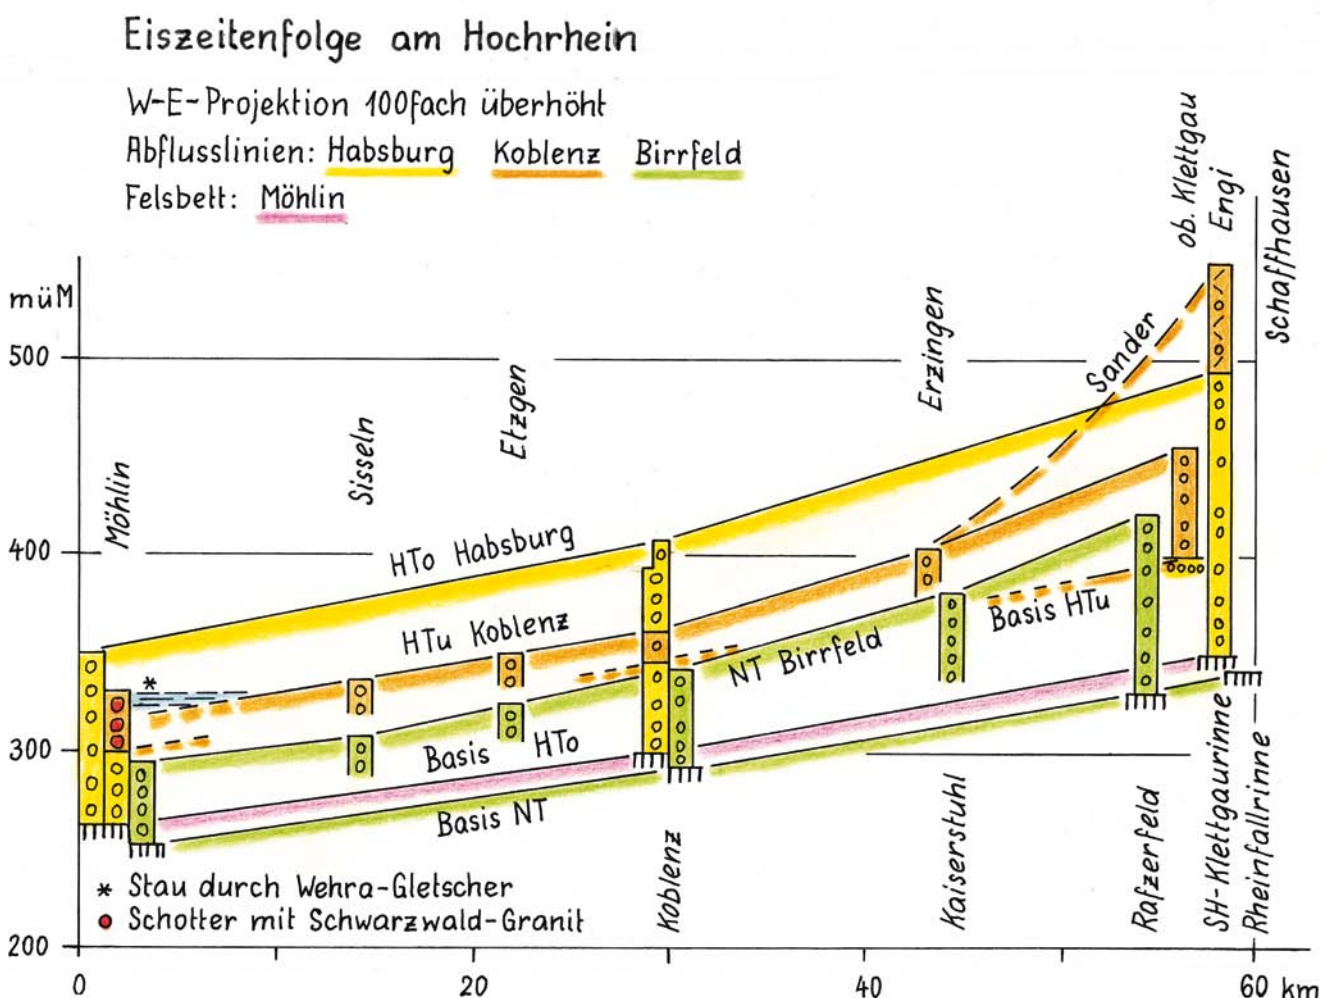 Eiszeitenfolge am Hochrhein
W-E-Projektion 100fach überhöht
Abflusslinien: Habsburg Koblenz Birrfeld
Felsbett: Möhlin
müM
500
400
300
200
0
20
40
60 km
Möhlin
Sisseln
Etzgen
Erzingen
ob. Klettgau
Engi
Schaffhausen
Sander
HTo Habsburg
HTu Koblenz
NT Birrfeld
Basis HTu
Basis HTo
Basis NT
*
Koblenz
Kaiserstuhl
Rafzerfeld
SH-Klettgaurinne
Rheinfallrinne
* Stau durch Wehra-Gletscher
Schotter mit Schwarzwald-Granit